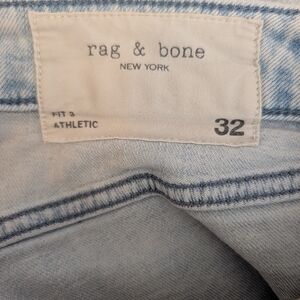 rag & bone
NEW YORK
FIT 3
ATHLETIC
32